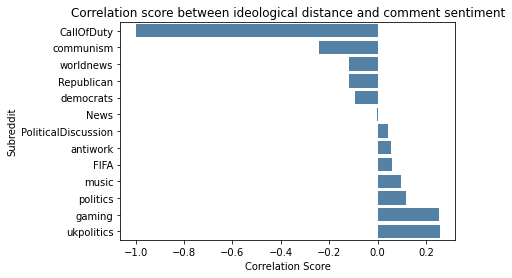 Correlation score between ideological distance and comment sentiment
CallOfDuty
communism
worldnews
Republican
democrats
News
PoliticalDiscussion
antiwork
FIFA
music
politics
gaming
ukpolitics
Subreddit
−1.0 −0.8 −0.6 −0.4 −0.2 0.0 0.2
Correlation Score